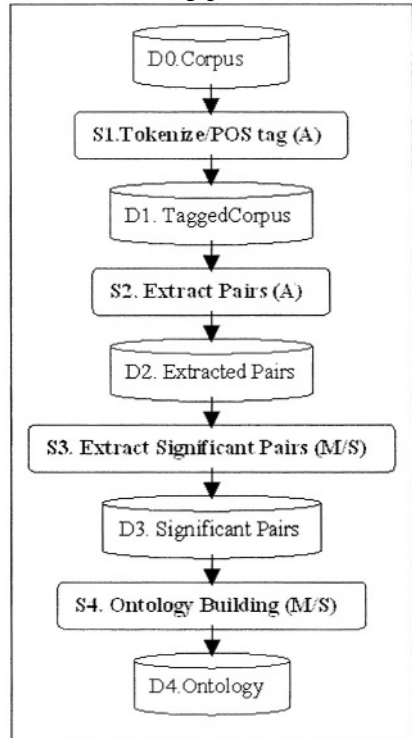 D0.Corpus
S1.Tokenize/POS tag (A)
D1. TaggedCorpus
S2. Extract Pairs (A)
D2. Extracted Pairs
S3. Extract Significant Pairs (M/S)
D3. Significant Pairs
S4. Ontology Building (M/S)
D4.Ontology